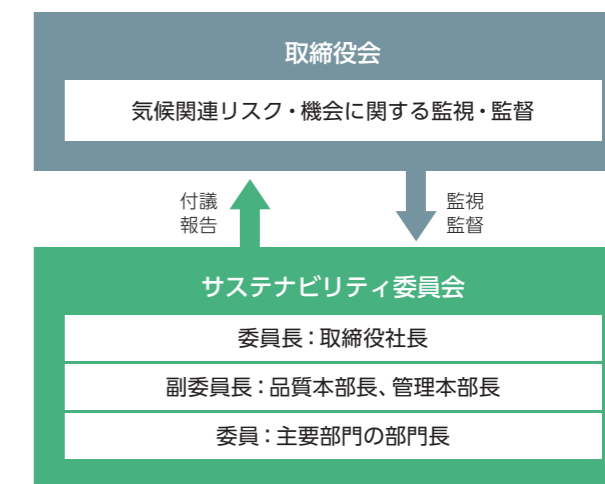 取締役会
気候関連リスク・機会に関する監視・監督
付議
報告
監視
監督
サステナビリティ委員会
委員長：取締役社長
副委員長：品質本部長、管理本部長
委員：主要部門の部門長